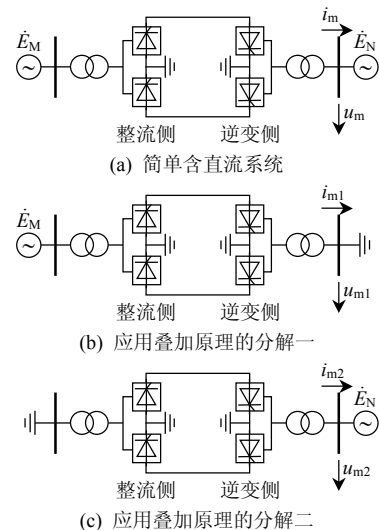 i_m
Ė_M
Ė_N
u_m
整流侧 逆变侧
(a) 简单含直流系统
i_m1
Ė_M
u_m1
整流侧 逆变侧
(b) 应用叠加原理的分解一
i_m2
Ė_N
u_m2
整流侧 逆变侧
(c) 应用叠加原理的分解二